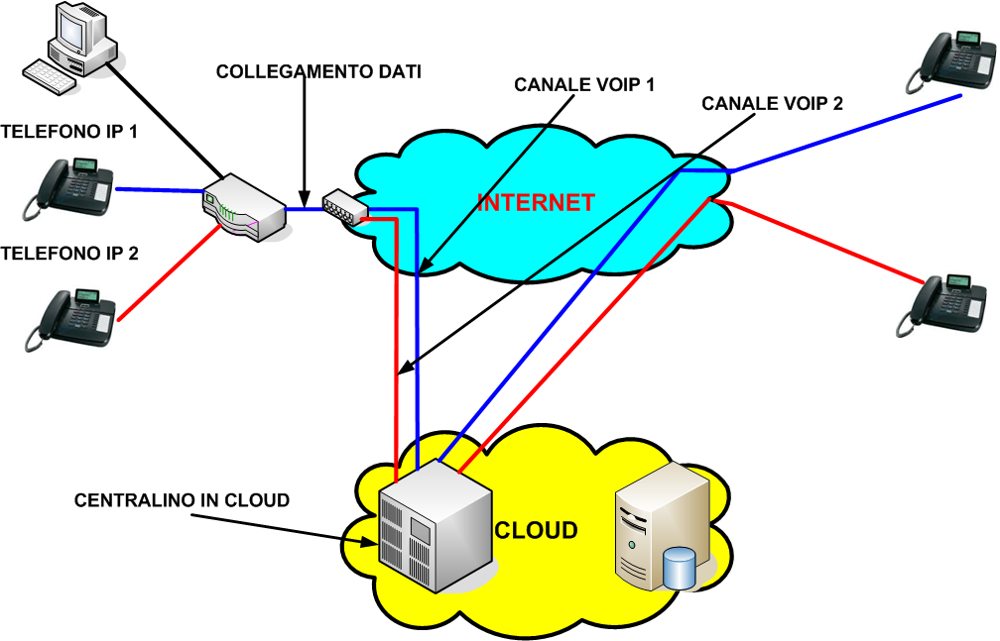 COLLEGAMENTO DATI
CANALE VOIP 1
CANALE VOIP 2
TELEFONO IP 1
INTERNET
TELEFONO IP 2
CENTRALINO IN CLOUD
CLOUD